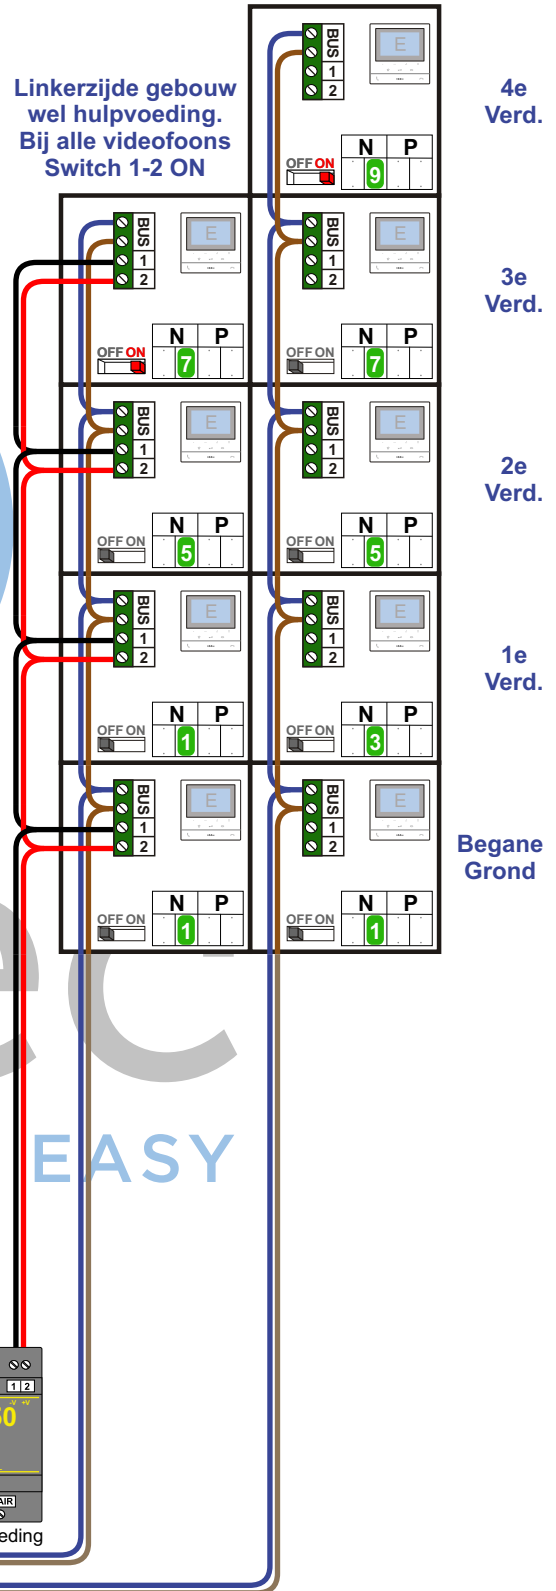 BUS
1
2
E
OFF ON
N P
9
4e
Verd.
Linkerzijde gebouw
wel hulpvoeding.
Bij alle videofoons
Switch 1-2 ON
BUS
1
2
E
OFF ON
N P
7
BUS
1
2
E
OFF ON
N P
7
3e
Verd.
BUS
1
2
E
OFF ON
N P
5
BUS
1
2
E
OFF ON
N P
5
2e
Verd.
BUS
1
2
E
OFF ON
N P
1
BUS
1
2
E
OFF ON
N P
3
1e
Verd.
BUS
1
2
E
OFF ON
N P
1
BUS
1
2
E
OFF ON
N P
1
Begane
Grond
EASY
1 2
-V +V